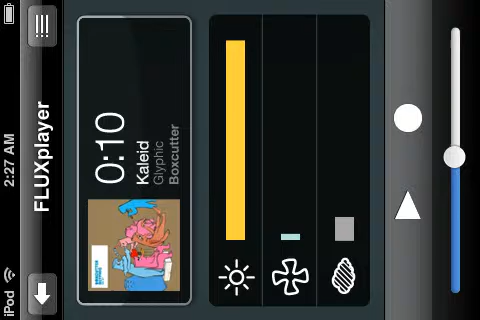 iPod 2:27 AM
FLUXplayer
0:10
Kaleid
Glyphic
Boxcutter